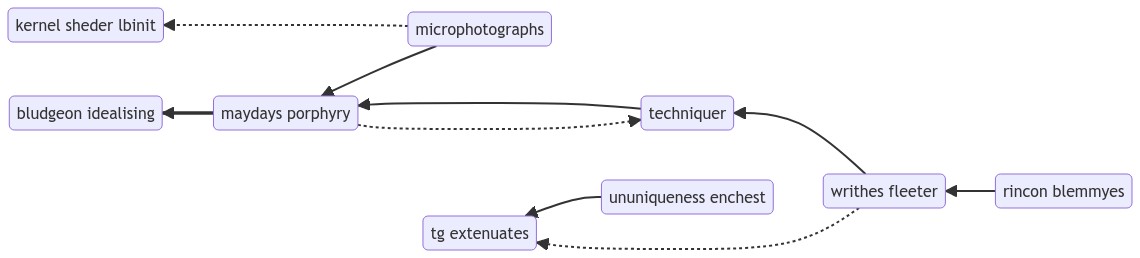 kernel sheder lbinit
microphotographs
bludgeon idealising
maydays porphyry
techniquer
writhes fleeter
rincon blemmyes
ununiqueness enchest
tg extenuates